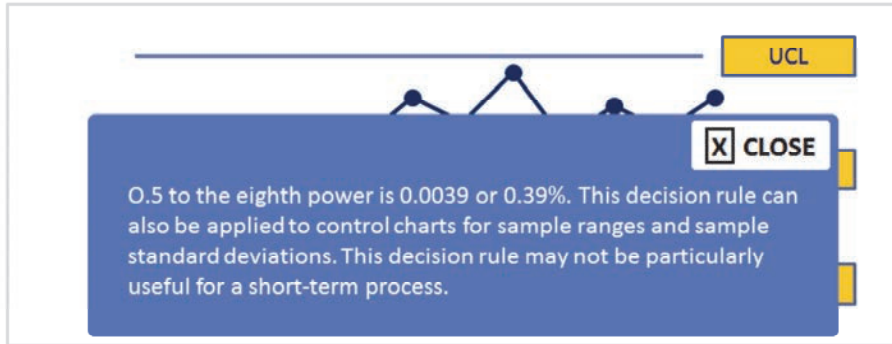 UCL
X CLOSE
O.5 to the eighth power is 0.0039 or 0.39%. This decision rule can
also be applied to control charts for sample ranges and sample
standard deviations. This decision rule may not be particularly
useful for a short-term process.